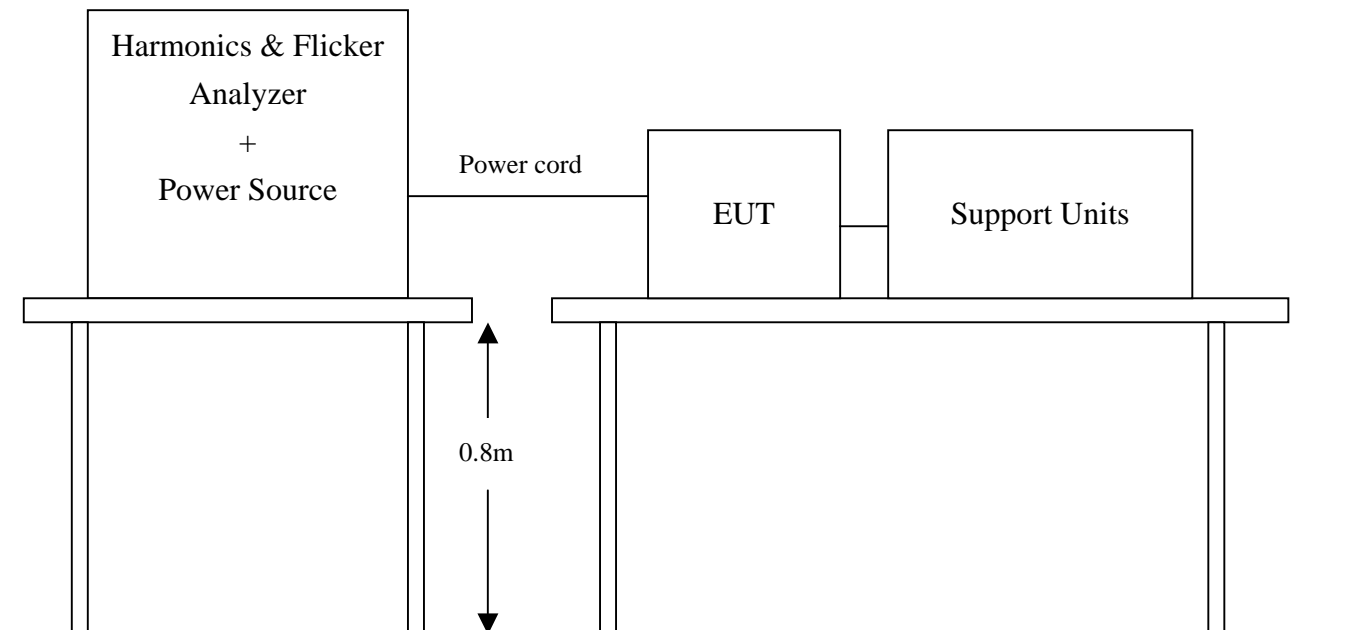 Harmonics & Flicker
Analyzer
+
Power Source
Power cord
EUT
Support Units
0.8m